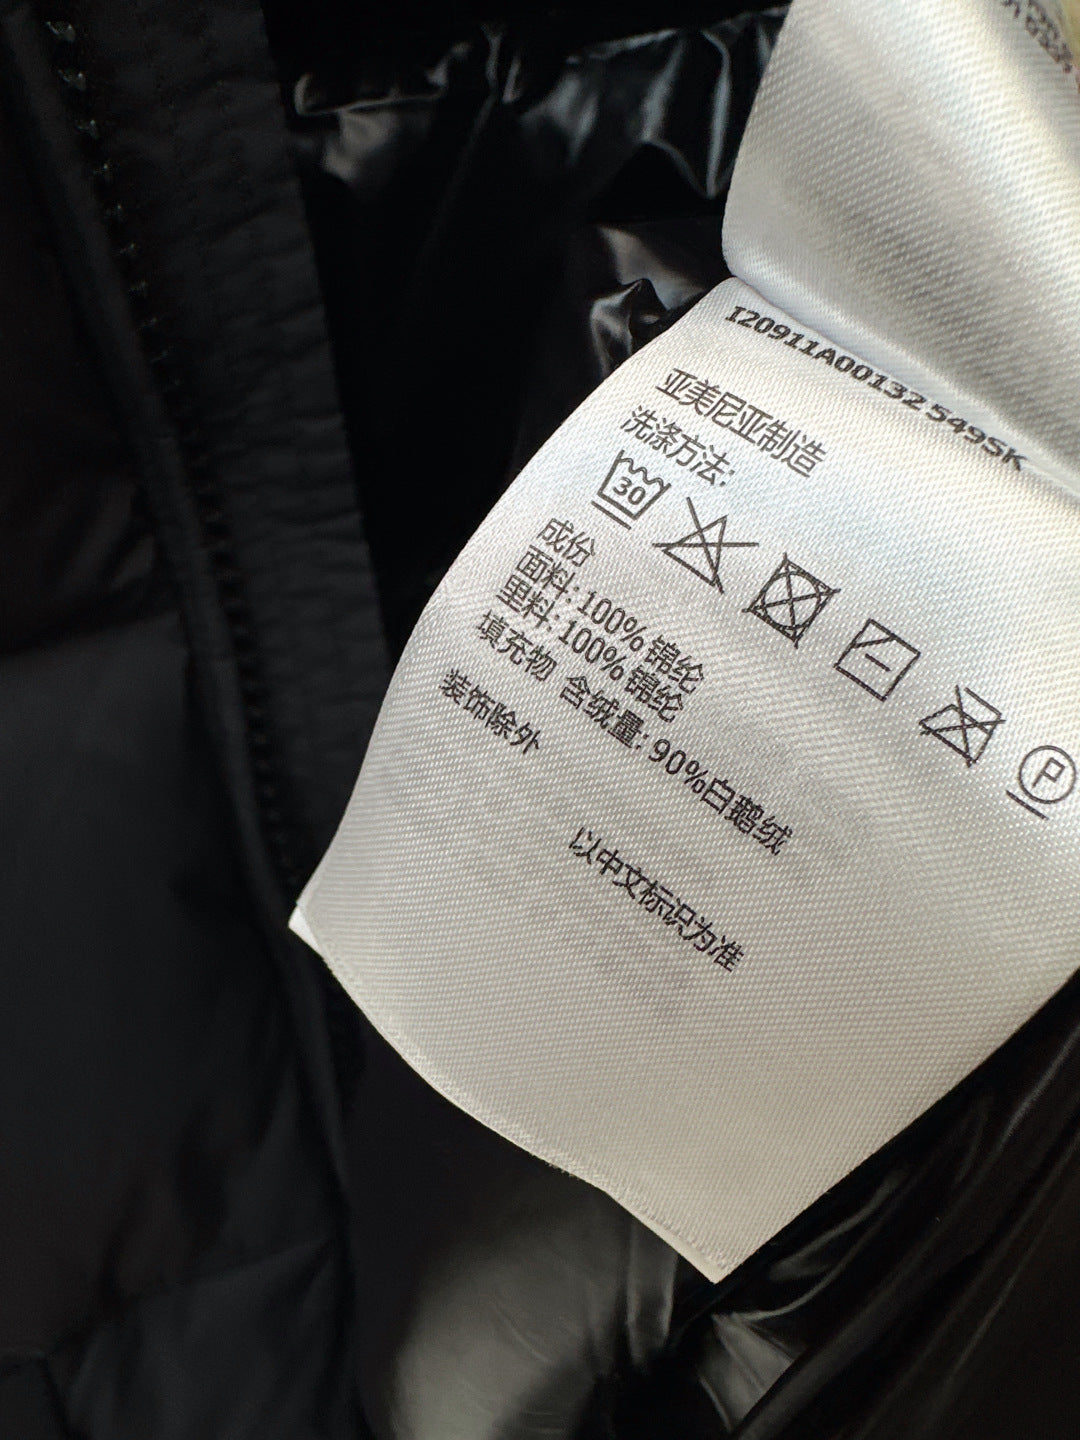 I20911A00132 549SK
亚美尼亚制造
洗涤方法:
30
P
成份
面料: 100% 锦纶
里料: 100% 锦纶
填充物 含绒量: 90%白鹅绒
装饰除外
以中文标识为准